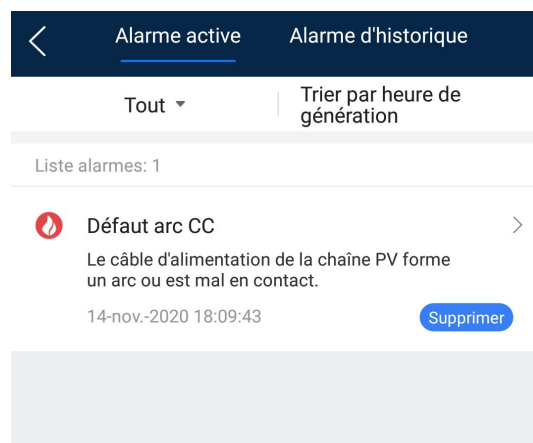 Alarme active Alarme d'historique
Tout Trier par heure de
génération
Liste alarmes: 1
Défaut arc CC
Le câble d'alimentation de la chaîne PV forme
un arc ou est mal en contact.
14-nov.-2020 18:09:43 Supprimer